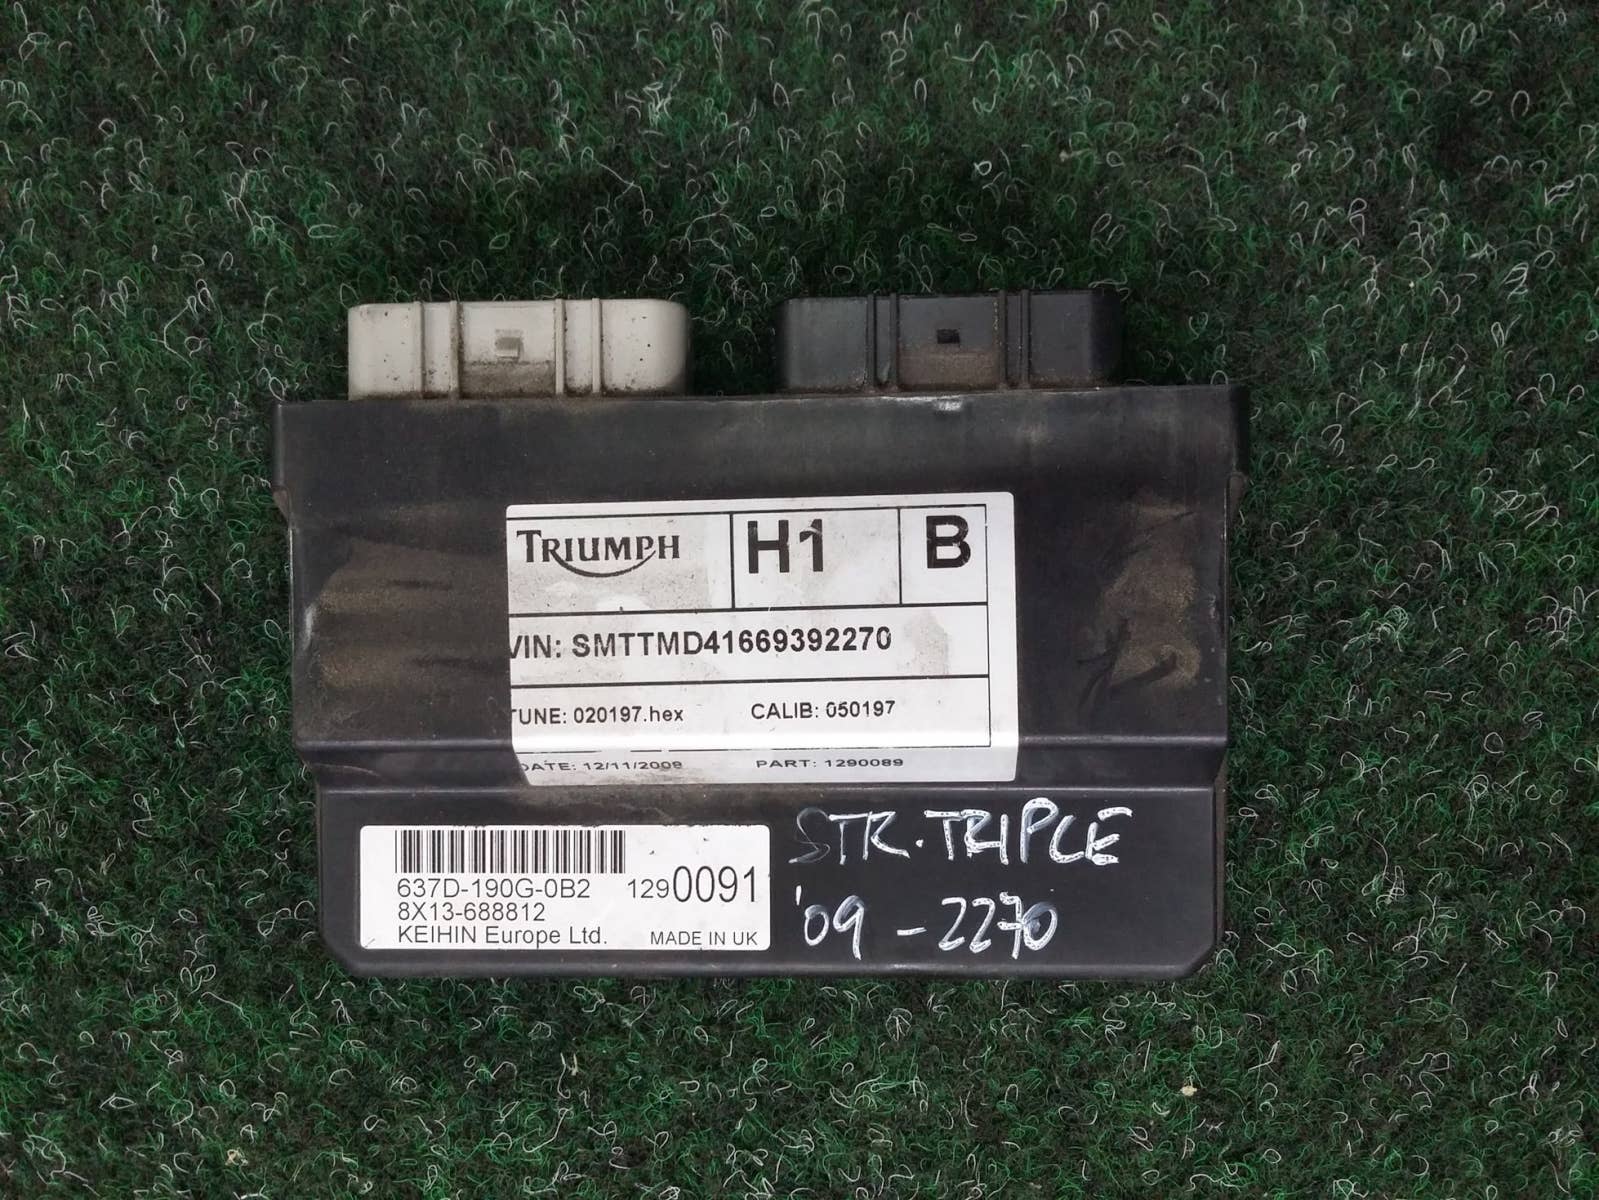 TRIUMPH H1 B
VIN: SMTTMD41669392270
TUNE: 020197.hex CALIB: 050197
DATE: 12/11/2009 PART: 1290089
637D-190G-0B2 1290091
8X13-688812
KEIHIN Europe Ltd. MADE IN UK
STR. TRIPLE
'09 - 2270